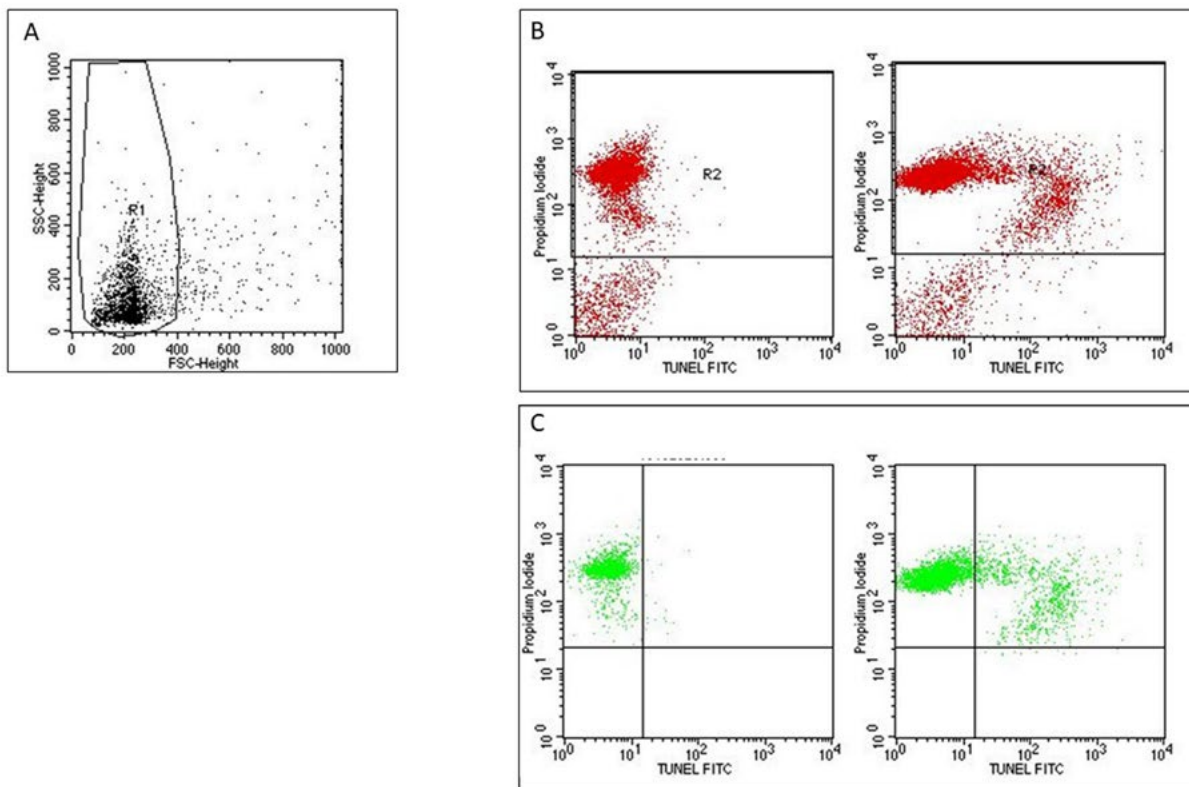 A
SSC-Height
1000
800
600
400
200
0
R1
0 200 400 600 800 1000
FSC-Height
B
Propidium Iodide
10^4
10^3
10^2
10^1
10^0
R2
10^0 10^1 10^2 10^3 10^4
TUNEL FITC
Propidium Iodide
10^4
10^3
10^2
10^1
10^0
R2
10^0 10^1 10^2 10^3 10^4
TUNEL FITC
C
Propidium Iodide
10^4
10^3
10^2
10^1
10^0
10^0 10^1 10^2 10^3 10^4
TUNEL FITC
Propidium Iodide
10^4
10^3
10^2
10^1
10^0
10^0 10^1 10^2 10^3 10^4
TUNEL FITC